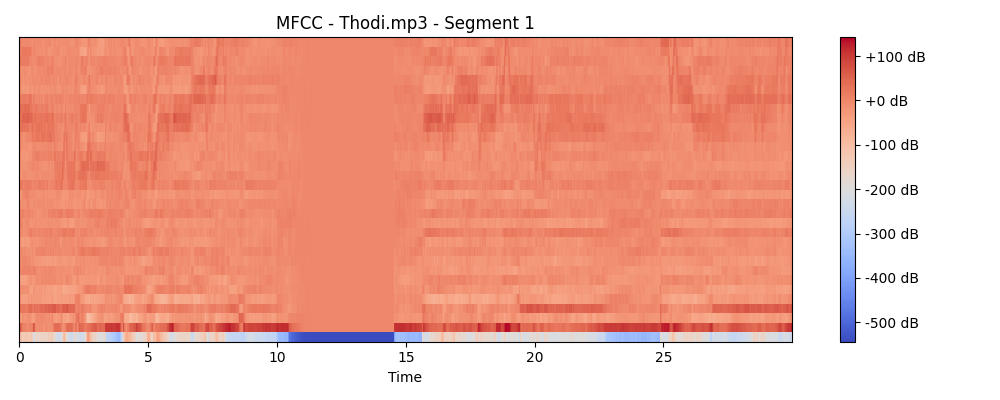 MFCC - Thodi.mp3 - Segment 1
+100 dB
+0 dB
-100 dB
-200 dB
-300 dB
-400 dB
-500 dB
0 5 10 15 20 25
Time